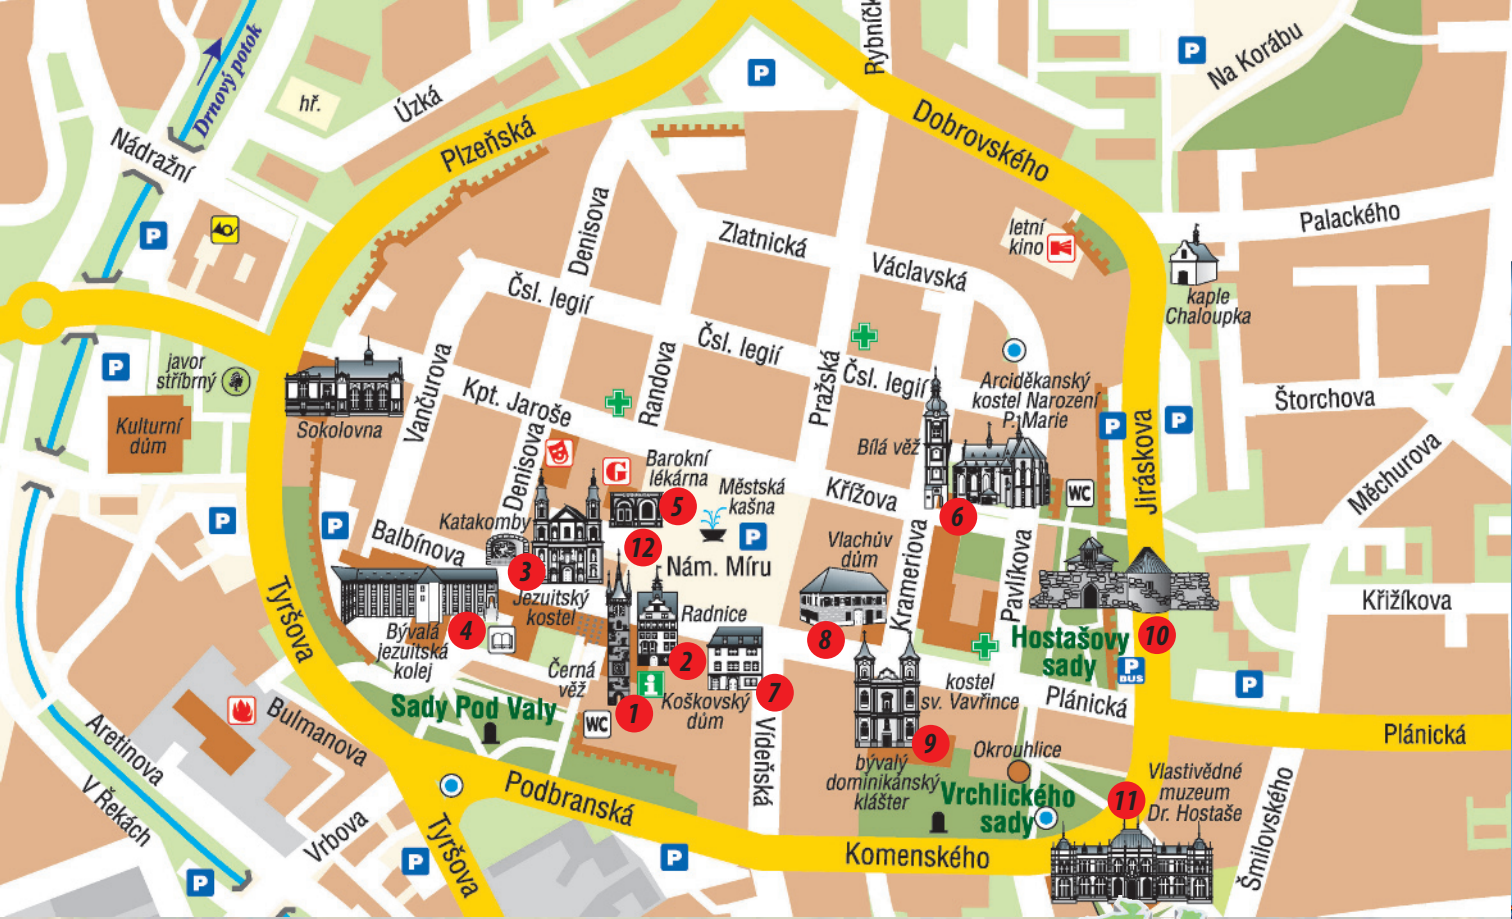 Drnový potok
Nádražní
hř.
Úzká
Plzeňská
P
Rybníčk
Dobrovského
P
Na Korábu
P
Denisova
Zlatnická
Václavská
letní
kino
Palackého
kaple
Chaloupka
Čsl. legií
Čsl. legií
Čsl. legií
javor
stříbrný
P
Kulturní
dům
Sokolovna
Vančurova
Kpt. Jaroše
Randova
Pražská
Arciděkanský
kostel Narození
P. Marie
Bílá věž
P
P
Jiráskova
Štorchova
Měchurova
Denisova
G
Barokní
lékárna
5
Městská
kašna
P
Křížova
6
WC
P
P
Balbínova
Katakomby
3
12
Nám. Míru
Vlachův
dům
Krameriova
Pavlíkova
Křižíkova
Jezuitský
kostel
Radnice
8
Hostašovy
sady
10
Bývalá
jezuitská
kolej
4
Černá
věž
2
i
Koškovský
dům
7
kostel
sv. Vavřince
P
BUS
P
Plánická
Plánická
Tyršova
Sady Pod Valy
WC
1
9
Okrouhlice
Bulmanova
Aretinova
V Řekách
Vídeňská
bývalý
dominikánský
klášter
Vrchlického
sady
11
Vlastivědné
muzeum
Dr. Hostaše
Šmilovského
Podbranská
Vrbova
Tyršova
P
P
P
Komenského